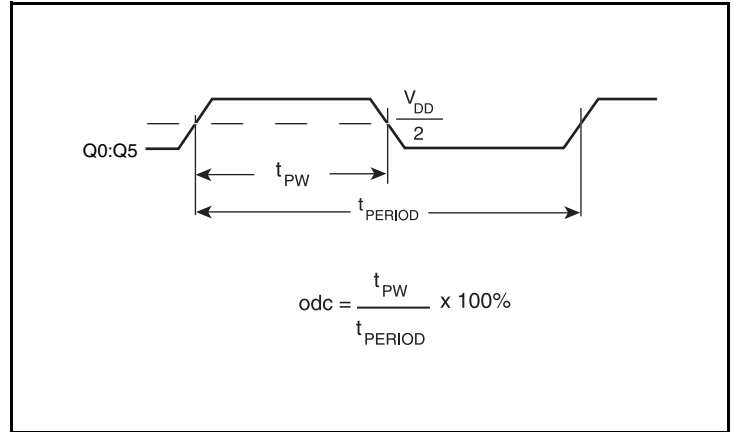 V_DD
2
Q0:Q5
t_PW
t_PERIOD
odc = t_PW / t_PERIOD x 100%